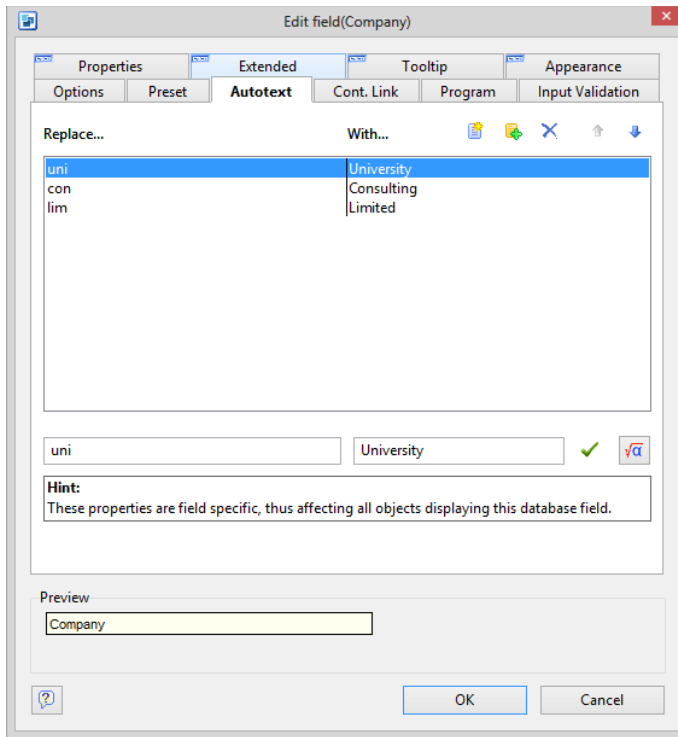 Edit field(Company)
Properties Extended Tooltip Appearance
Options Preset Autotext Cont. Link Program Input Validation
Replace... With...
uni University
con Consulting
lim Limited
uni University √α
Hint:
These properties are field specific, thus affecting all objects displaying this database field.
Preview
Company
? OK Cancel